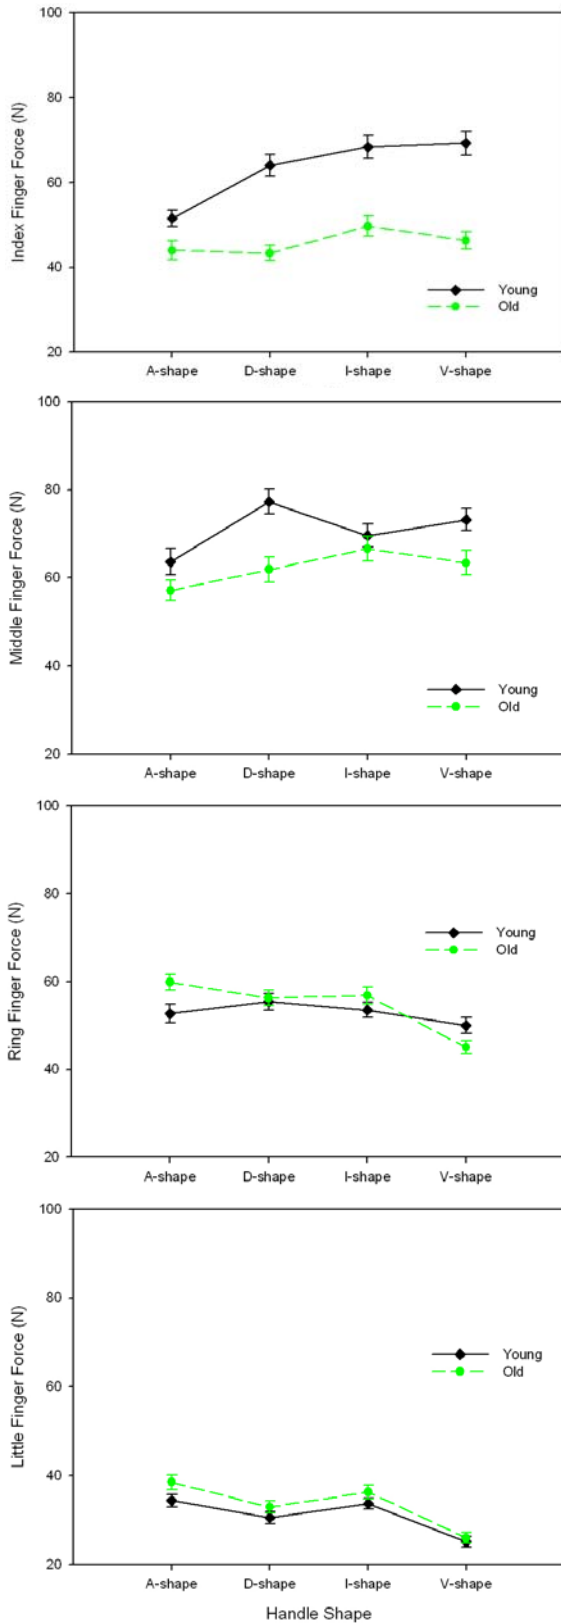 100
80
60
40
20
Index Finger Force (N)
Young
Old
A-shape D-shape I-shape V-shape
100
80
60
40
20
Middle Finger Force (N)
Young
Old
A-shape D-shape I-shape V-shape
100
80
60
40
20
Ring Finger Force (N)
Young
Old
A-shape D-shape I-shape V-shape
100
80
60
40
20
Little Finger Force (N)
Young
Old
A-shape D-shape I-shape V-shape
Handle Shape